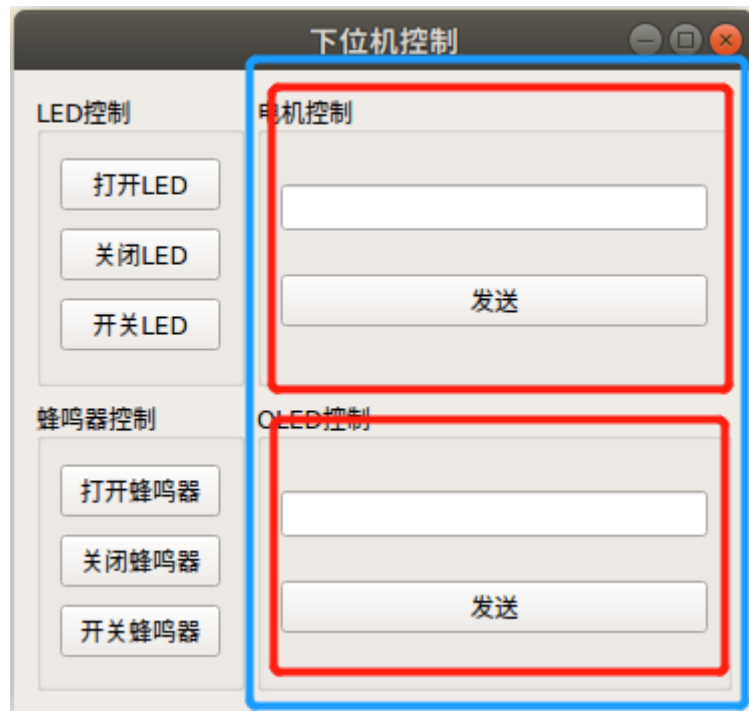 下位机控制
LED控制
打开LED
关闭LED
开关LED
电机控制
发送
蜂鸣器控制
打开蜂鸣器
关闭蜂鸣器
开关蜂鸣器
OLED控制
发送